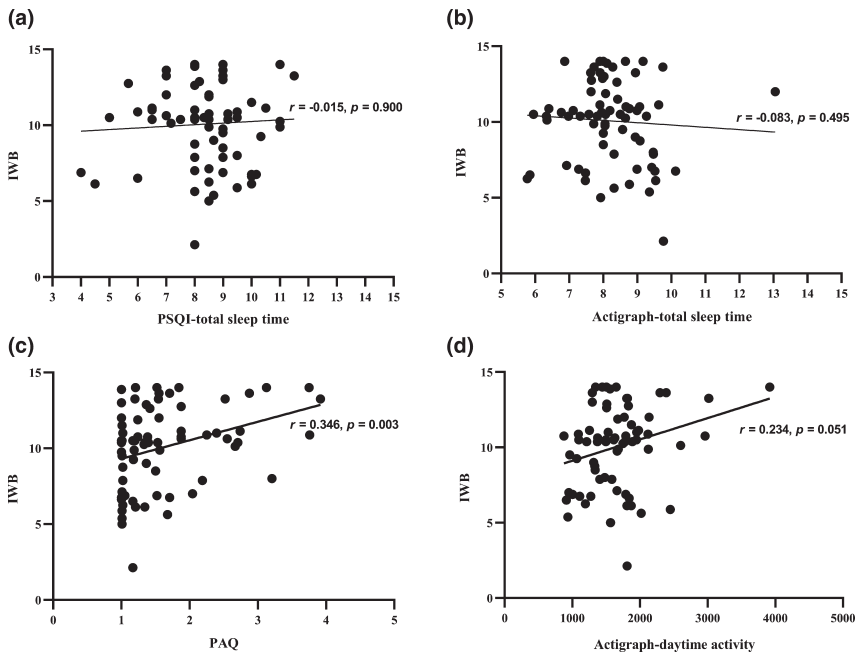 (a)
15
10
5
0
IWB
r = -0.015, p = 0.900
3 4 5 6 7 8 9 10 11 12 13 14 15
PSQI-total sleep time
(b)
15
10
5
0
IWB
r = -0.083, p = 0.495
5 6 7 8 9 10 11 12 13 14 15
Actigraph-total sleep time
(c)
15
10
5
0
IWB
r = 0.346, p = 0.003
0 1 2 3 4 5
PAQ
(d)
15
10
5
0
IWB
r = 0.234, p = 0.051
0 1000 2000 3000 4000 5000
Actigraph-daytime activity